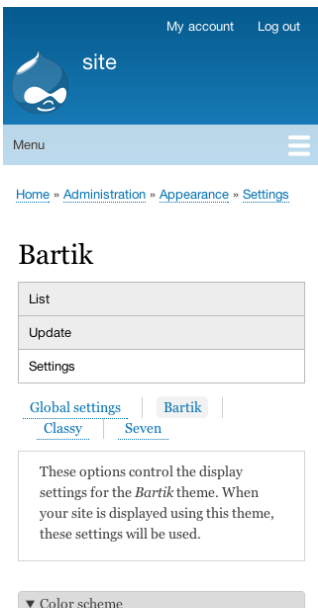 My account Log out
site
Menu
Home » Administration » Appearance » Settings
Bartik
List
Update
Settings
Global settings Bartik
Classy Seven
These options control the display
settings for the Bartik theme. When
your site is displayed using this theme,
these settings will be used.
▼ Color scheme